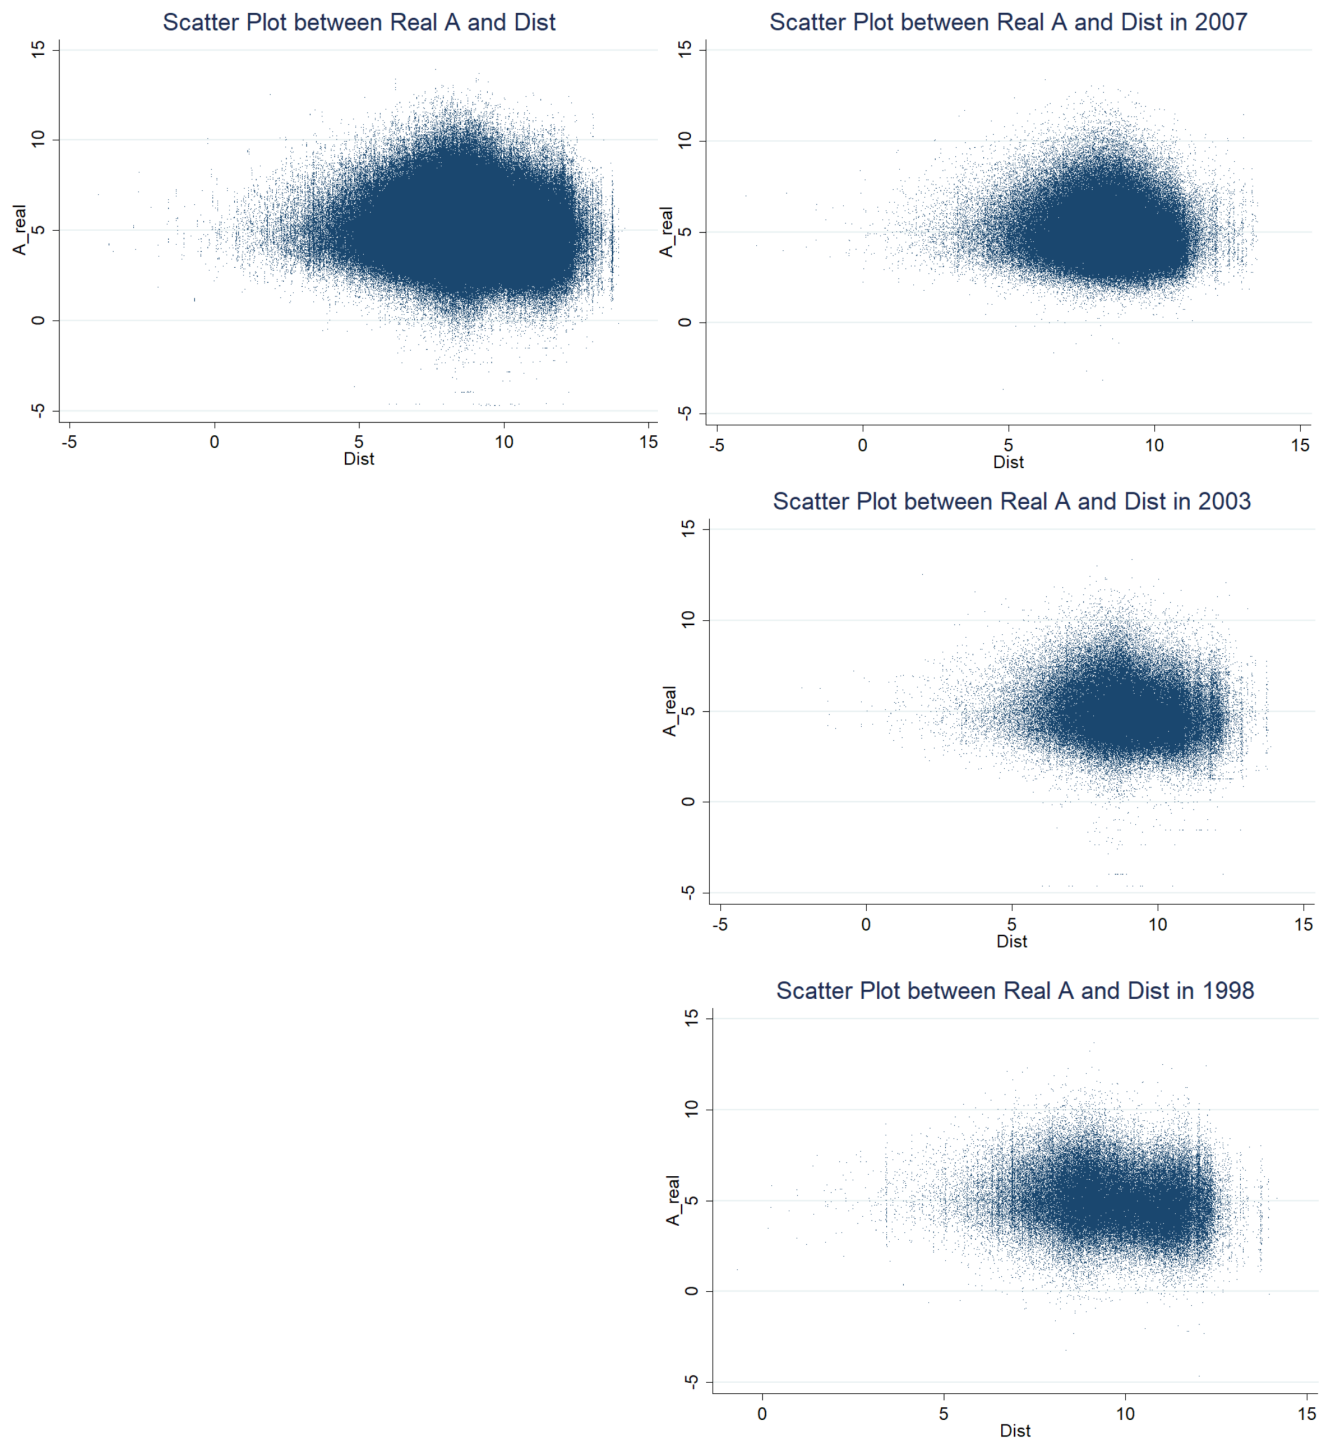 Scatter Plot between Real A and Dist
15
10
5
0
-5
A_real
-5 0 5 10 15
Dist
Scatter Plot between Real A and Dist in 2007
15
10
5
0
-5
A_real
-5 0 5 10 15
Dist
Scatter Plot between Real A and Dist in 2003
15
10
5
0
-5
A_real
-5 0 5 10 15
Dist
Scatter Plot between Real A and Dist in 1998
15
10
5
0
-5
A_real
0 5 10 15
Dist